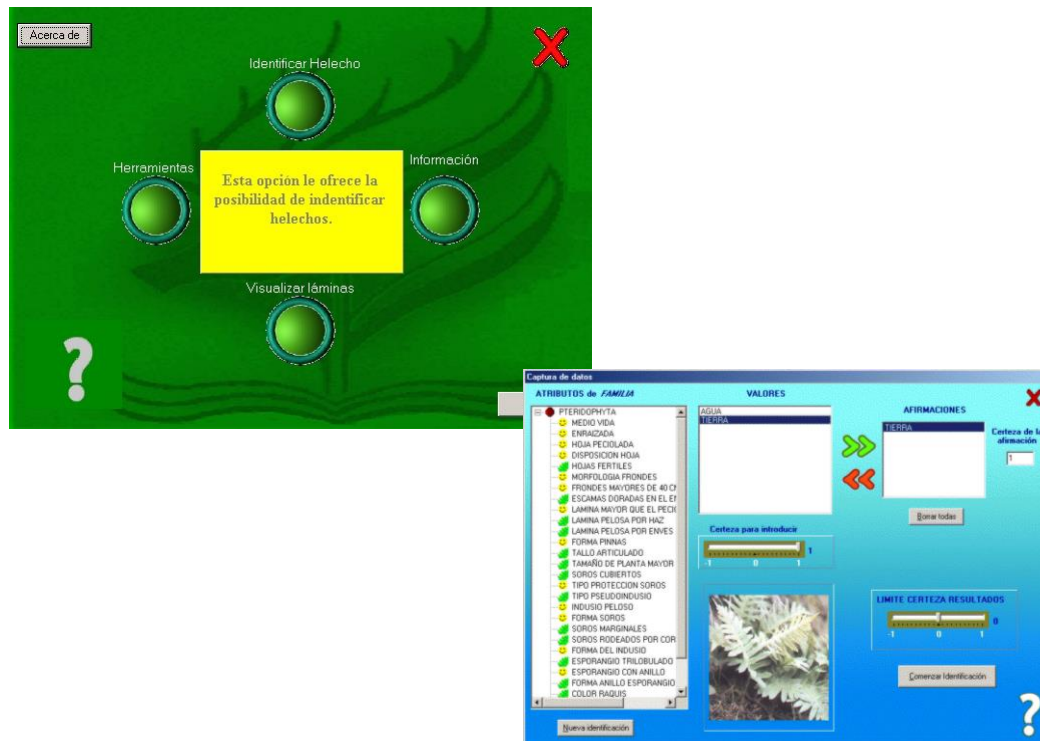 Acerca de
Identificar Helecho
Herramientas
Información
Esta opción le ofrece la
posibilidad de indentificar
helechos.
Visualizar láminas
?
Captura de datos
ATRIBUTOS de FAMILIA
PTERIDOPHYTA
MEDIO VIDA
ENRAIZADA
HOJA PECIOLADA
DISPOSICION HOJA
HOJAS FERTILES
MORFOLOGIA FRONDES
FRONDES MAYORES DE 40 CM
ESCAMAS DORADAS EN EL
LAMINA MAYOR QUE EL PECI
LAMINA PELOSA POR HAZ
LAMINA PELOSA POR ENVES
FORMA PINNAS
TALLO ARTICULADO
TAMAÑO DE PLANTA MAYOR
SOROS CUBIERTOS
TIPO PROTECCION SOROS
TIPO PSEUDOINDUSIO
INDUSIO PELOSO
FORMA SOROS
SOROS MARGINALES
SOROS RODEADOS POR COR
FORMA DEL INDUSIO
ESPORANGIO TRILOBULADO
ESPORANGIO CON ANILLO
FORMA ANILLO ESPORANGIO
COLOR RAQUIS
Nueva identificación
VALORES
AGUA
TIERRA
Certeza para introducir
1
-1 0 1
AFIRMACIONES
TIERRA
Certeza de la
afirmación
1
Borrar todas
LIMITE CERTEZA RESULTADOS
0
-1 0 1
Comenzar Identificación
?